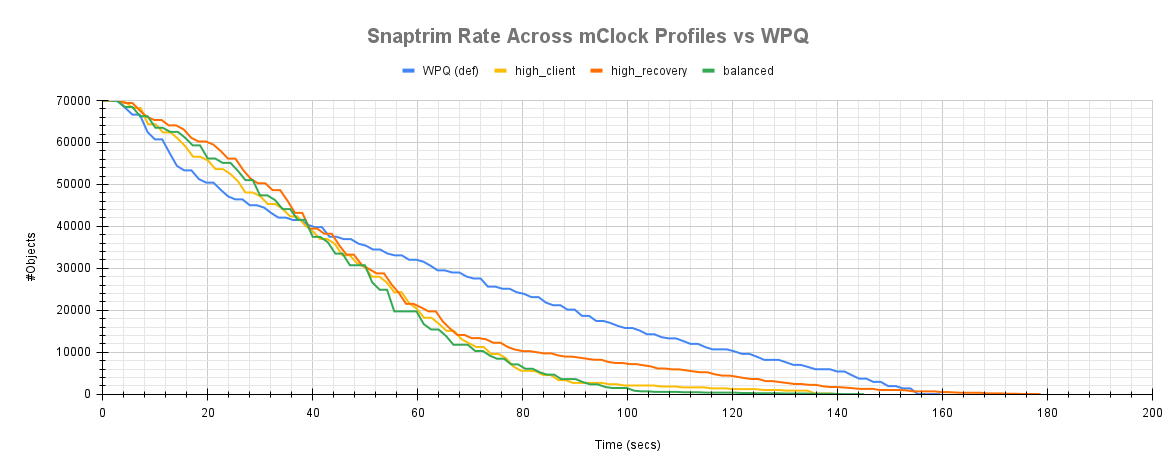 Snaptrim Rate Across mClock Profiles vs WPQ
WPQ (def) high_client high_recovery balanced
70000
60000
50000
40000
30000
20000
10000
0
#Objects
0 20 40 60 80 100 120 140 160 180 200
Time (secs)